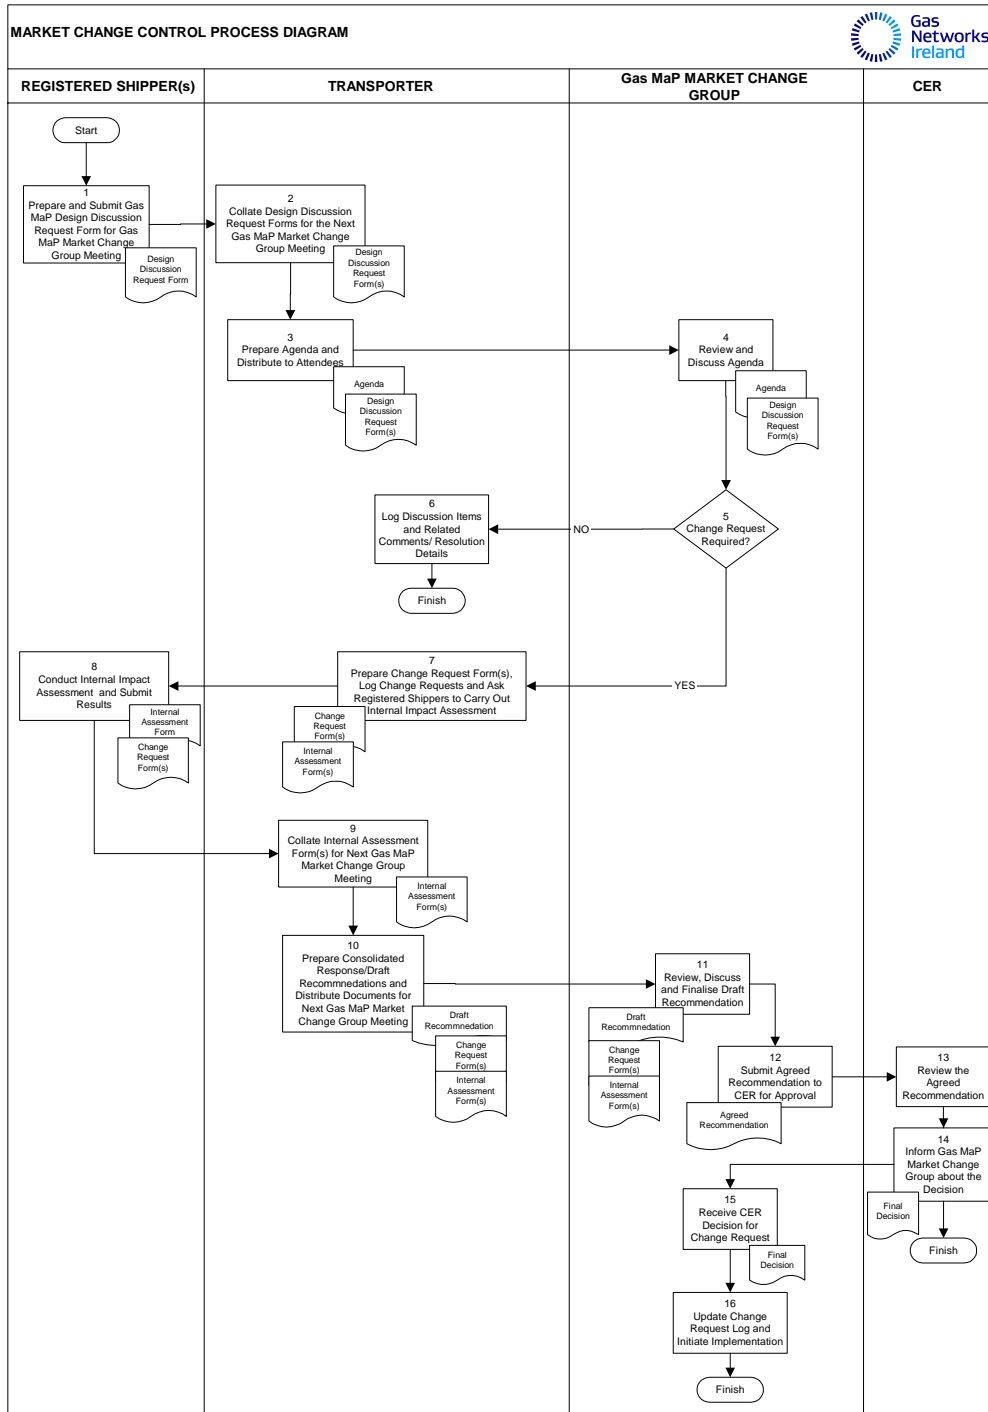 MARKET CHANGE CONTROL PROCESS DIAGRAM
Gas
Networks
Ireland
REGISTERED SHIPPER(s)
TRANSPORTER
Gas MaP MARKET CHANGE
GROUP
CER
Start
1
Prepare and Submit Gas
MaP Design Discussion
Request Form for Gas
MaP Market Change
Group Meeting
Design
Discussion
Request Form
2
Collate Design Discussion
Request Forms for the Next
Gas MaP Market Change
Group Meeting
Design
Discussion
Request
Form(s)
3
Prepare Agenda and
Distribute to Attendees
Agenda
Design
Discussion
Request
Form(s)
4
Review and
Discuss Agenda
Agenda
Design
Discussion
Request
Form(s)
5
Change Request
Required?
NO
6
Log Discussion Items
and Related
Comments/ Resolution
Details
Finish
YES
7
Prepare Change Request Form(s),
Log Change Requests and Ask
Registered Shippers to Carry Out
Internal Impact Assessment
Change
Request
Form(s)
Internal
Assessment
Form(s)
8
Conduct Internal Impact
Assessment and Submit
Results
Internal
Assessment
Form
Change
Request
Form(s)
9
Collate Internal Assessment
Form(s) for Next Gas MaP
Market Change Group
Meeting
Internal
Assessment
Form(s)
10
Prepare Consolidated
Response/Draft
Recommnedations and
Distribute Documents for
Next Gas MaP Market
Change Group Meeting
Draft
Recommnedation
Change
Request
Form(s)
Internal
Assessment
Form(s)
11
Review, Discuss
and Finalise Draft
Recommendation
Draft
Recommnedation
Change
Request
Form(s)
Internal
Assessment
Form(s)
12
Submit Agreed
Recommendation to
CER for Approval
Agreed
Recommendation
13
Review the
Agreed
Recommendation
14
Inform Gas MaP
Market Change
Group about the
Decision
Final
Decision
Finish
15
Receive CER
Decision for
Change Request
Final
Decision
16
Update Change
Request Log and
Initiate Implementation
Finish